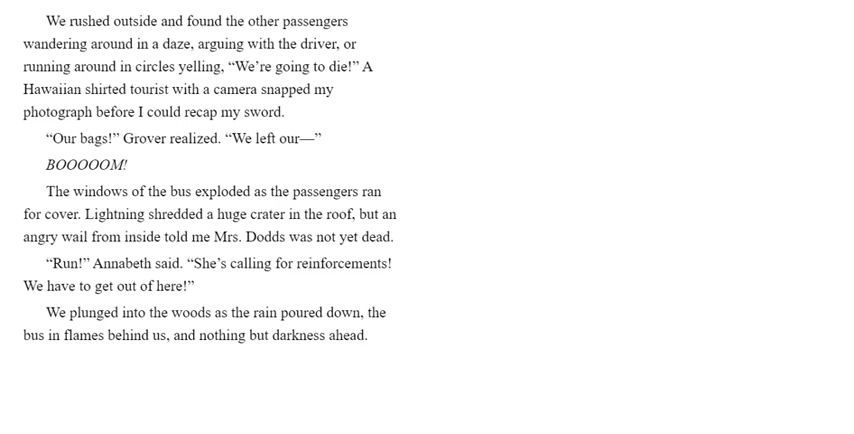 We rushed outside and found the other passengers
wandering around in a daze, arguing with the driver, or
running around in circles yelling, “We’re going to die!” A
Hawaiian shirted tourist with a camera snapped my
photograph before I could recap my sword.
“Our bags!” Grover realized. “We left our—”
BOOOOOM!
The windows of the bus exploded as the passengers ran
for cover. Lightning shredded a huge crater in the roof, but an
angry wail from inside told me Mrs. Dodds was not yet dead.
“Run!” Annabeth said. “She’s calling for reinforcements!
We have to get out of here!”
We plunged into the woods as the rain poured down, the
bus in flames behind us, and nothing but darkness ahead.